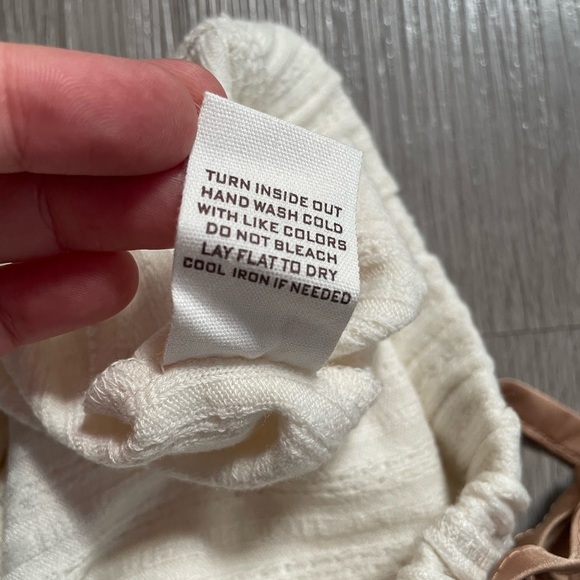 TURN INSIDE OUT
HAND WASH COLD
WITH LIKE COLORS
DO NOT BLEACH
LAY FLAT TO DRY
COOL IRON IF NEEDED